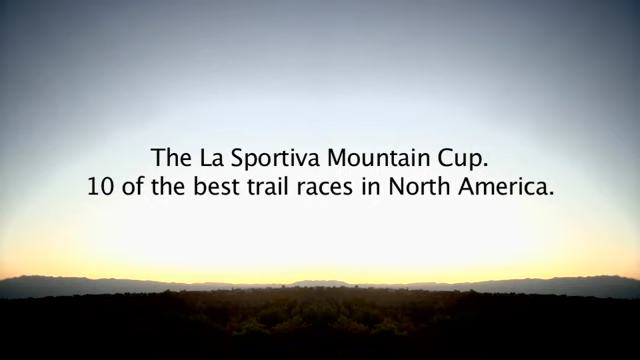 The La Sportiva Mountain Cup.
10 of the best trail races in North America.